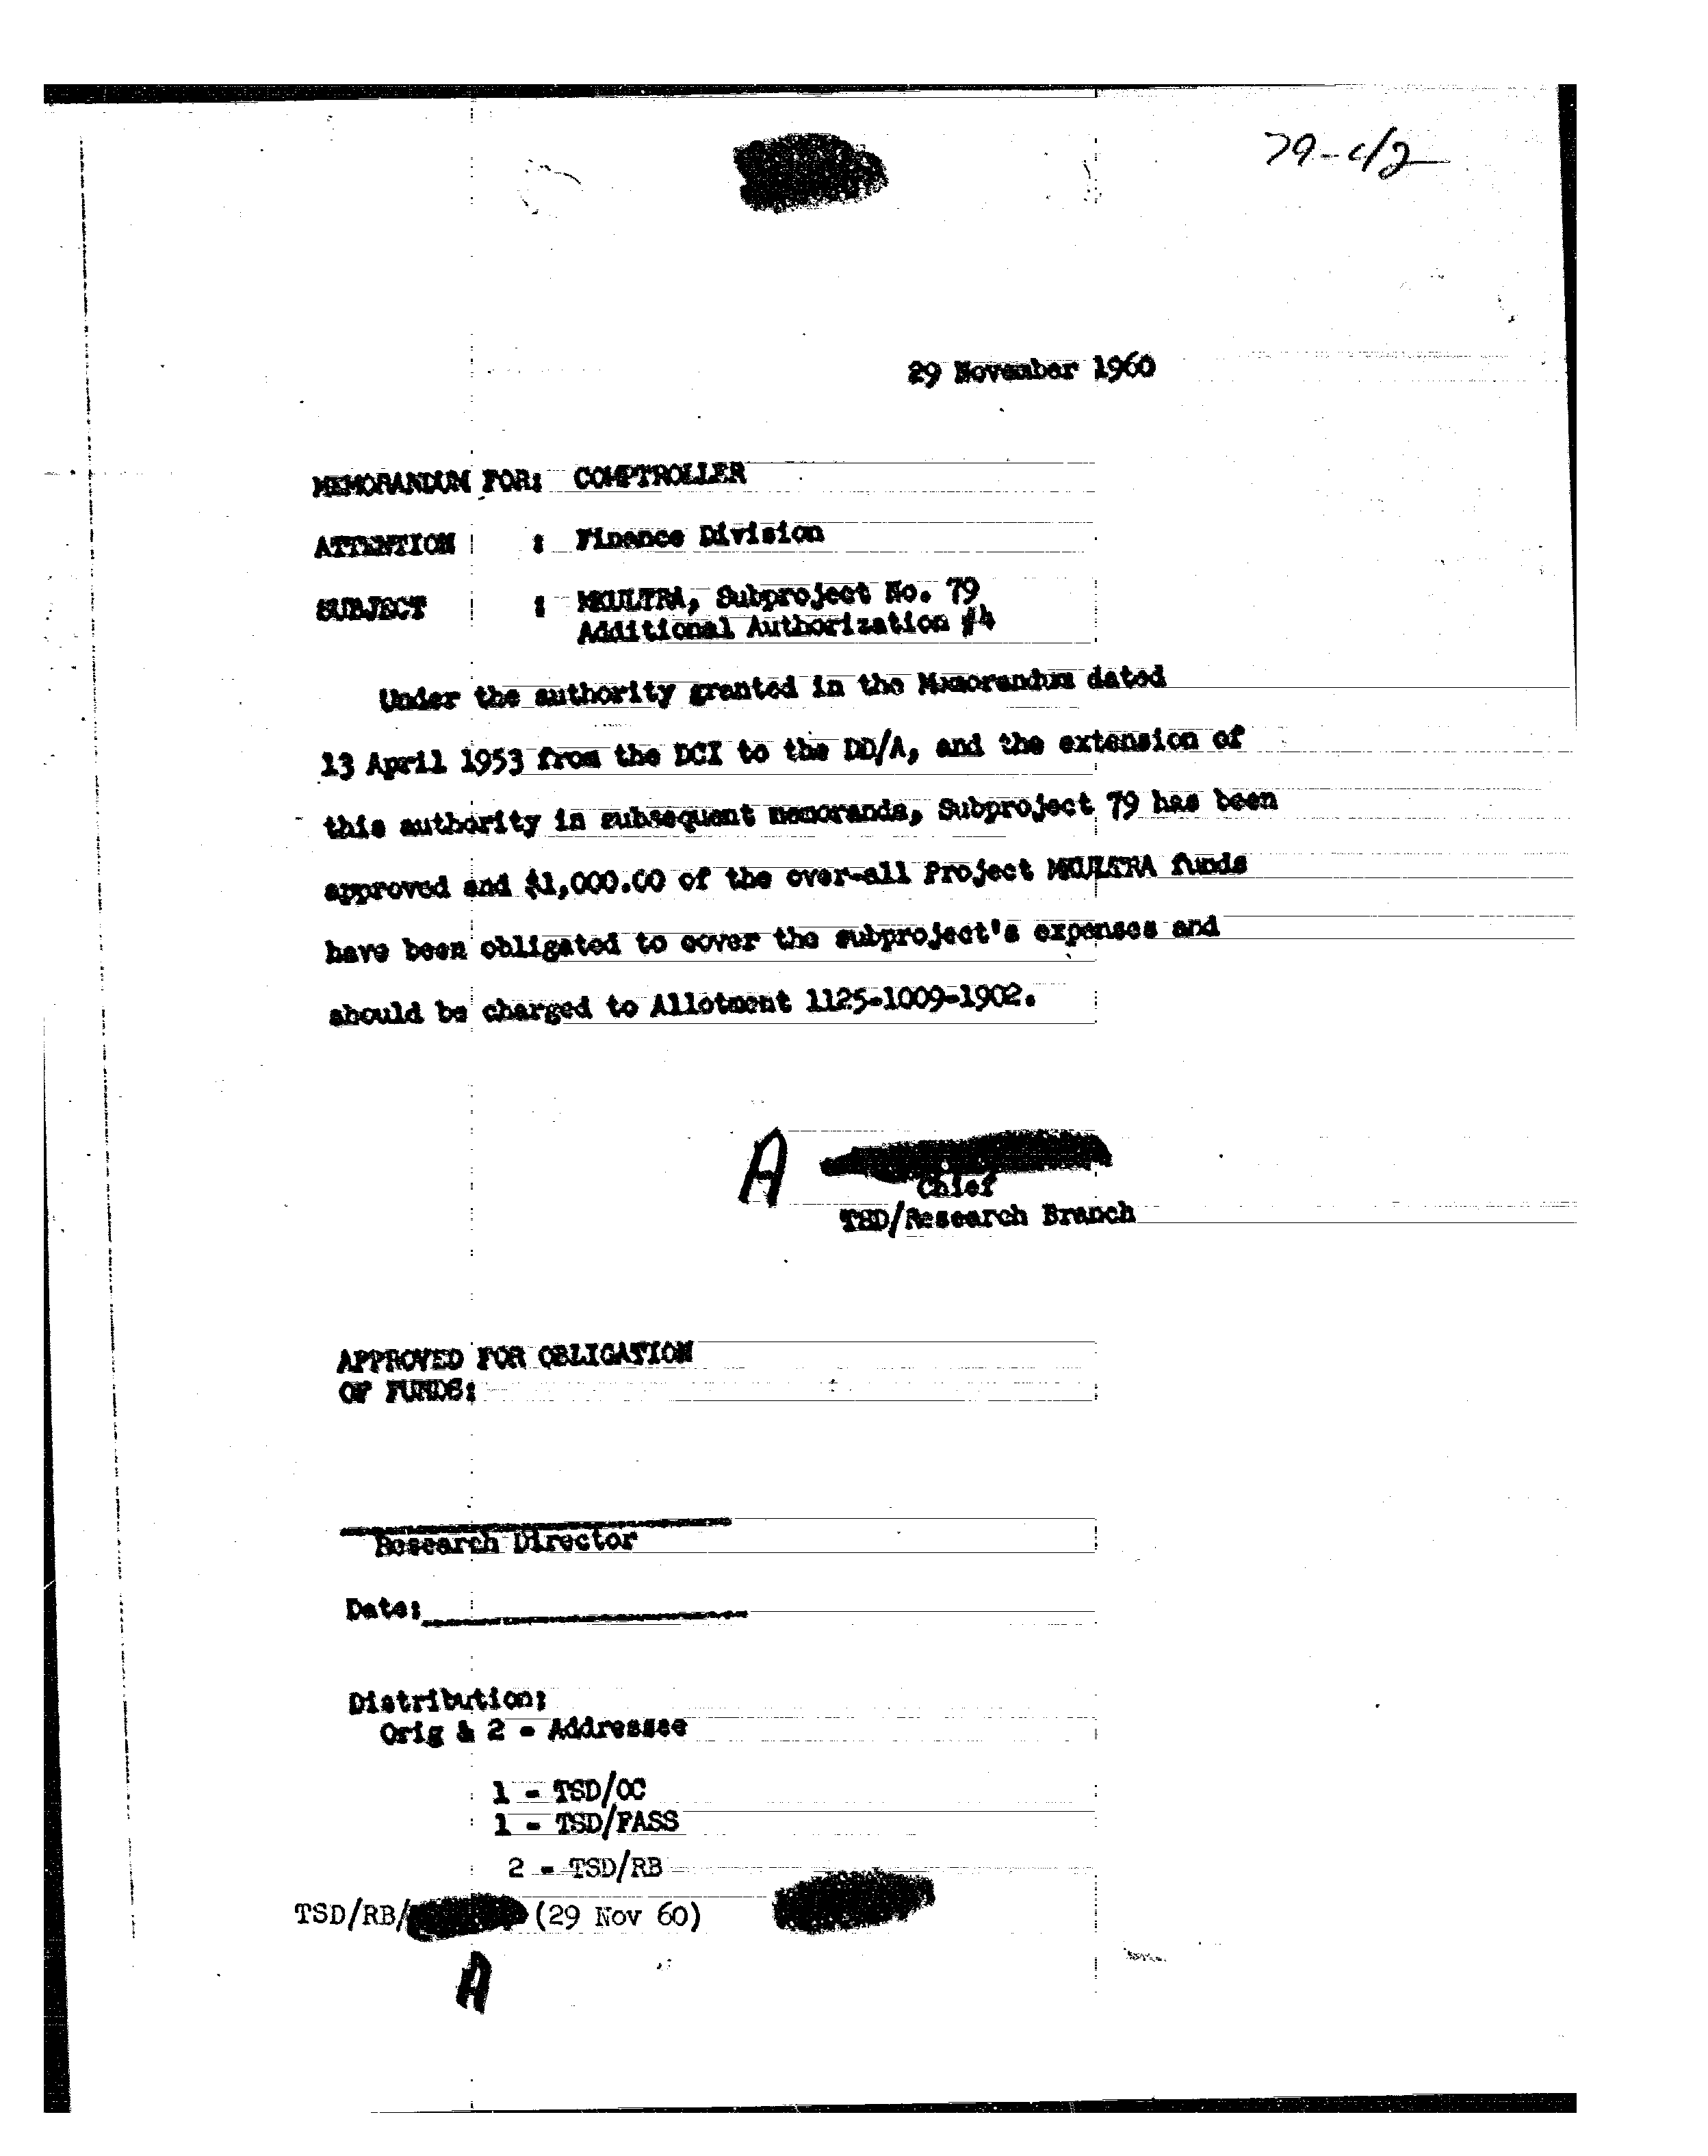 29 November 1960
MEMORANDUM FOR: COMPTROLLER
ATTENTION : Finance Division
SUBJECT : MKULTRA, Subproject No. 79
Additional Authorization #4
Under the authority granted in the Memorandum dated
13 April 1953 from the DCI to the DD/A, and the extension of
this authority in subsequent memoranda, Subproject 79 has been
approved and $1,000.00 of the over-all Project MKULTRA funds
have been obligated to cover the subproject's expenses and
should be charged to Allotment 1125-1009-1902.
A
Chief
TSD/Research Branch
APPROVED FOR OBLIGATION
OF FUNDS:
Research Director
Date:
Distribution:
Orig & 2 - Addressee
1 - TSD/OC
1 - TSD/FASS
2 - TSD/RB
TSD/RB/ (29 Nov 60)
A